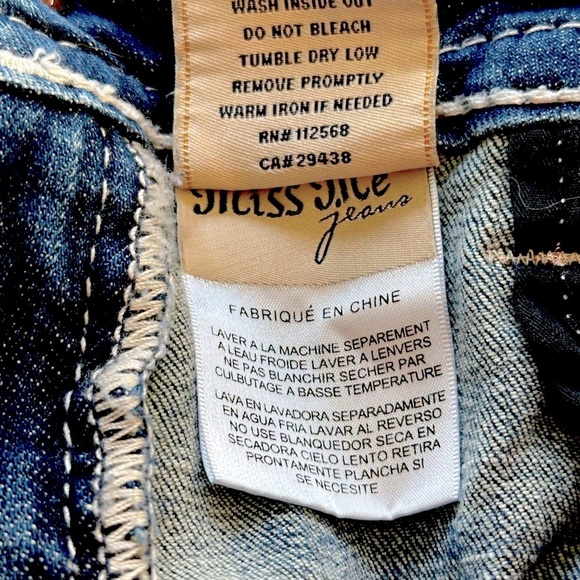 WASH INSIDE OUT
DO NOT BLEACH
TUMBLE DRY LOW
REMOVE PROMPTLY
WARM IRON IF NEEDED
RN# 112568
CA# 29438
Miss Me
jeans
FABRIQUÉ EN CHINE
LAVER A LA MACHINE SEPAREMENT
A LEAU FROIDE LAVER A LENVERS
NE PAS BLANCHIR SECHER PAR
CULBUTAGE A BASSE TEMPERATURE
LAVA EN LAVADORA SEPARADAMENTE
EN AGUA FRIA LAVAR AL REVERSO
NO USE BLANQUEDOR SECA EN
SECADORA CIELO LENTO RETIRA
PRONTAMENTE PLANCHA SI
SE NECESITE